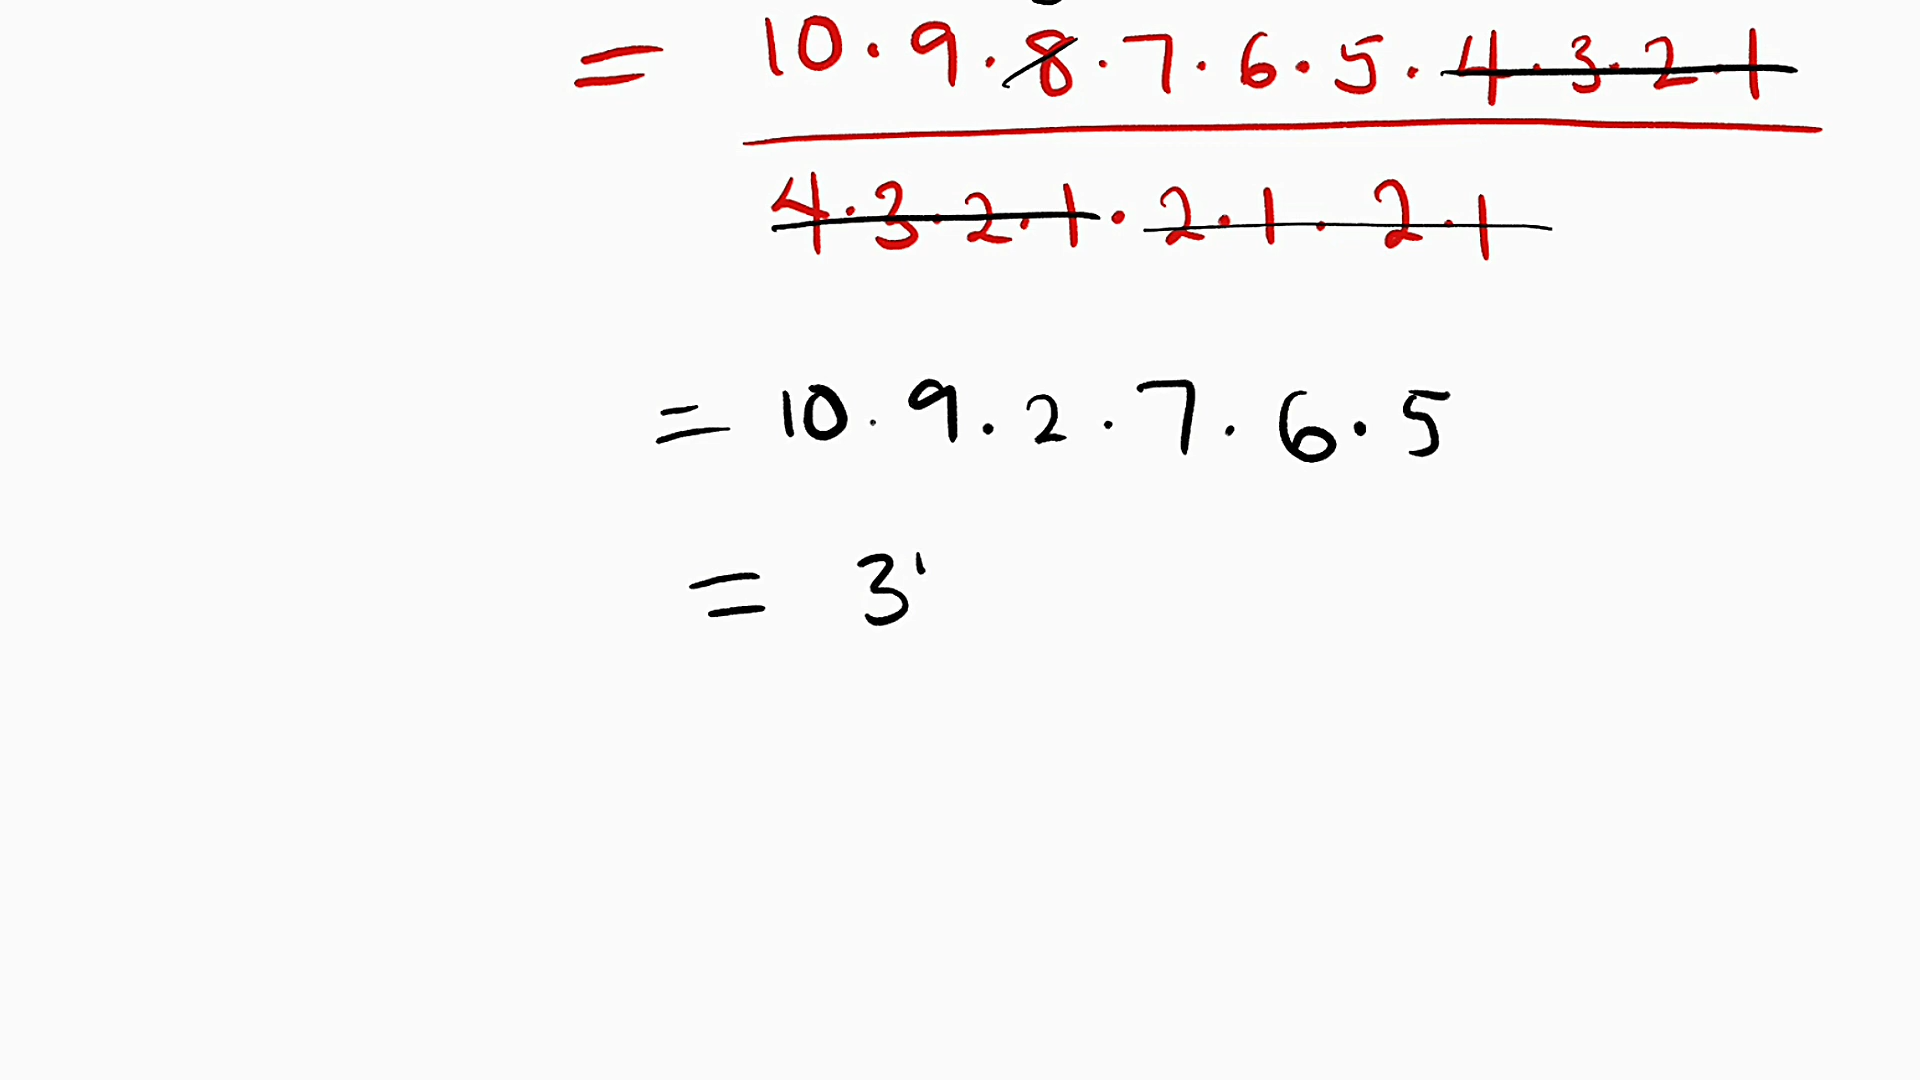 = 10 · 9 · 8 · 7 · 6 · 5 · 4 · 3 · 2 · 1
4 · 3 · 2 · 1 · 2 · 1 · 2 · 1
= 10 · 9 · 2 · 7 · 6 · 5
= 3